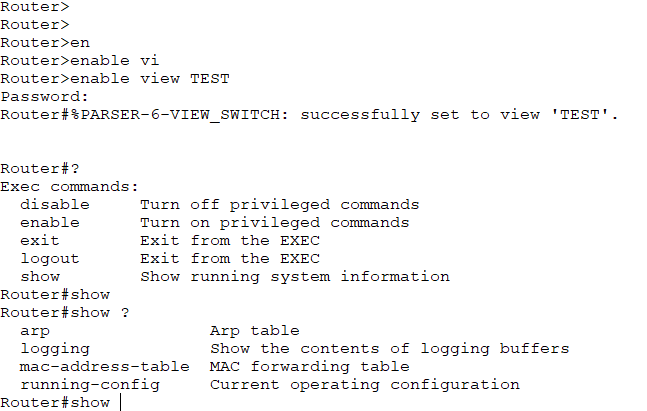 Router>
Router>
Router>en
Router>enable vi
Router>enable view TEST
Password:
Router#%PARSER-6-VIEW_SWITCH: successfully set to view 'TEST'.
Router#?
Exec commands:
  disable     Turn off privileged commands
  enable      Turn on privileged commands
  exit        Exit from the EXEC
  logout      Exit from the EXEC
  show        Show running system information
Router#show
Router#show ?
  arp                Arp table
  logging            Show the contents of logging buffers
  mac-address-table  MAC forwarding table
  running-config     Current operating configuration
Router#show